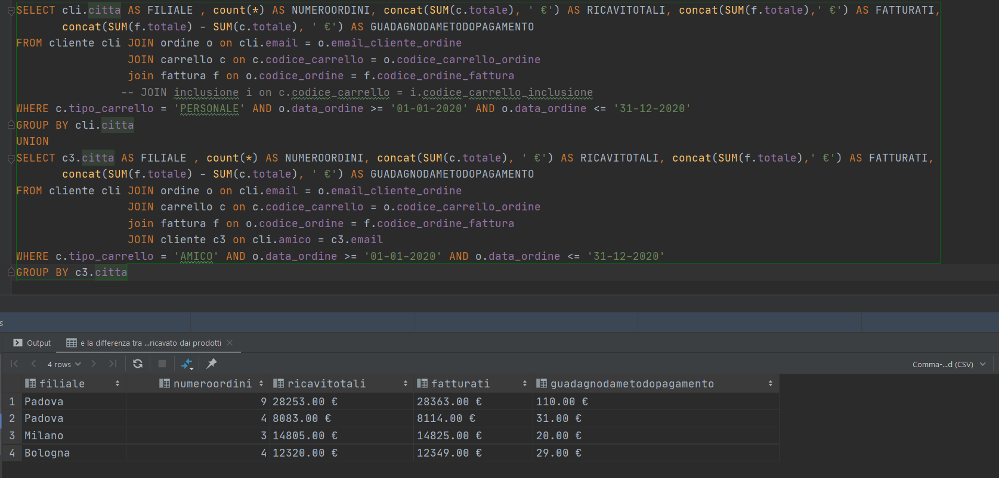 SELECT cli.citta AS FILIALE , count(*) AS NUMEROORDINI, concat(SUM(c.totale), ' €') AS RICAVITOTALI, concat(SUM(f.totale),' €') AS FATTURATI,
concat(SUM(f.totale) - SUM(c.totale), ' €') AS GUADAGNODAMETODOPAGAMENTO
FROM cliente cli JOIN ordine o on cli.email = o.email_cliente_ordine
JOIN carrello c on c.codice_carrello = o.codice_carrello_ordine
join fattura f on o.codice_ordine = f.codice_ordine_fattura
-- JOIN inclusione i on c.codice_carrello = i.codice_carrello_inclusione
WHERE c.tipo_carrello = 'PERSONALE' AND o.data_ordine >= '01-01-2020' AND o.data_ordine <= '31-12-2020'
GROUP BY cli.citta
UNION
SELECT c3.citta AS FILIALE , count(*) AS NUMEROORDINI, concat(SUM(c.totale), ' €') AS RICAVITOTALI, concat(SUM(f.totale),' €') AS FATTURATI,
concat(SUM(f.totale) - SUM(c.totale), ' €') AS GUADAGNODAMETODOPAGAMENTO
FROM cliente cli JOIN ordine o on cli.email = o.email_cliente_ordine
JOIN carrello c on c.codice_carrello = o.codice_carrello_ordine
join fattura f on o.codice_ordine = f.codice_ordine_fattura
JOIN cliente c3 on cli.amico = c3.email
WHERE c.tipo_carrello = 'AMICO' AND o.data_ordine >= '01-01-2020' AND o.data_ordine <= '31-12-2020'
GROUP BY c3.citta
s
Output e la differenza tra ...ricavato dai prodotti
4 rows Comma-...d (CSV)
filiale numeroordini ricavitotali fatturati guadagnodametodopagamento
1 Padova 9 28253.00 € 28363.00 € 110.00 €
2 Padova 4 8083.00 € 8114.00 € 31.00 €
3 Milano 3 14805.00 € 14825.00 € 20.00 €
4 Bologna 4 12320.00 € 12349.00 € 29.00 €